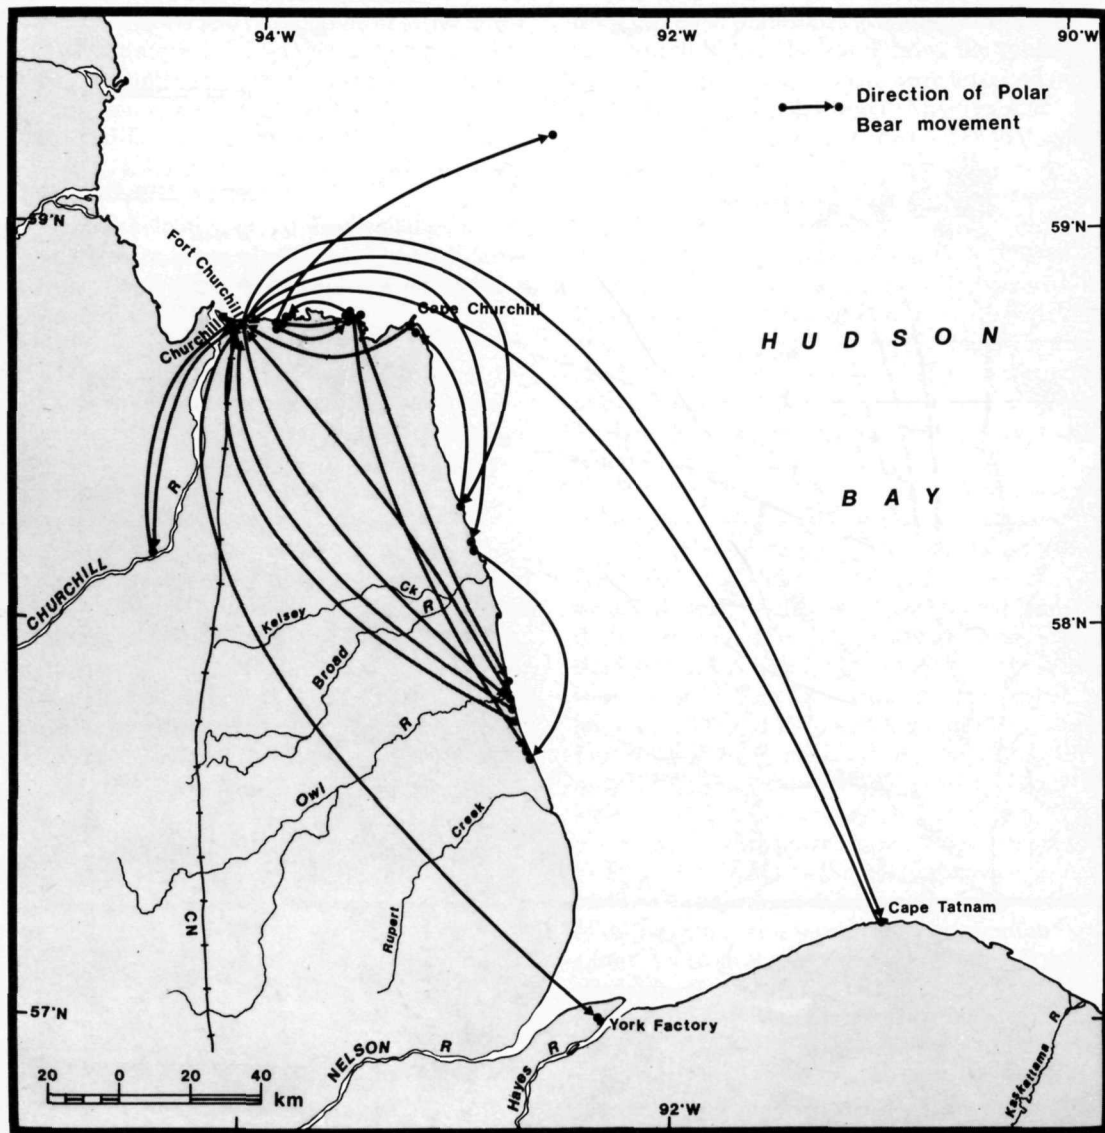 94°W
92°W
90°W
Direction of Polar
Bear movement
59°N
59°N
Fort Churchill
Cape Churchill
Churchill
HUDSON
BAY
R
CHURCHILL
Kelsey
Ck
R
58°N
Broad
R
Owl
Creek
Rupert
CN
Cape Tatnam
57°N
York Factory
NELSON
R
R
Hayes
R
Kaskattama
20
0
20
40
km
92°W